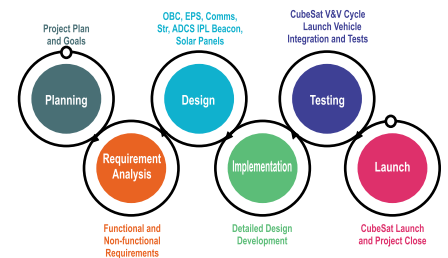 Project Plan
and Goals
Planning
Requirement
Analysis
Functional and
Non-functional
Requirements
OBC, EPS, Comms,
Str, ADCS IPL Beacon,
Solar Panels
Design
Implementation
Detailed Design
Development
CubeSat V&V Cycle
Launch Vehicle
Integration and Tests
Testing
Launch
CubeSat Launch
and Project Close